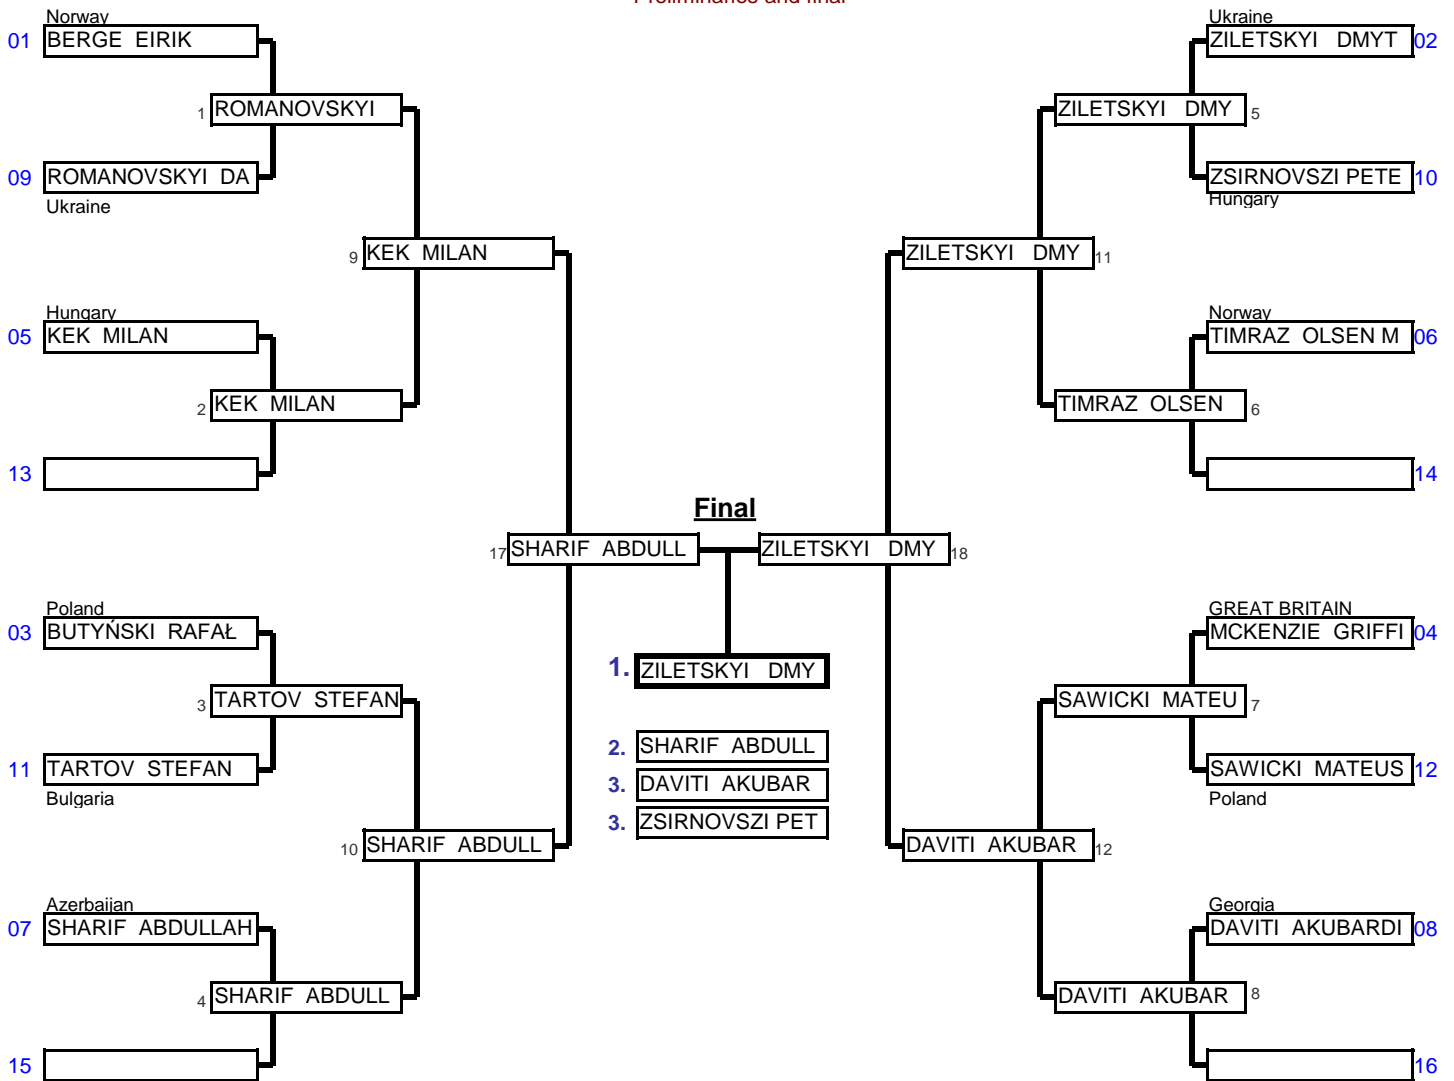 Preliminaries and final
Norway
01 BERGE EIRIK
1 ROMANOVSKYI
09 ROMANOVSKYI DA
Ukraine
9 KEK MILAN
Hungary
05 KEK MILAN
2 KEK MILAN
13
17 SHARIF ABDULL
Poland
03 BUTYŃSKI RAFAŁ
3 TARTOV STEFAN
11 TARTOV STEFAN
Bulgaria
10 SHARIF ABDULL
Azerbaijan
07 SHARIF ABDULLAH
4 SHARIF ABDULL
15
Final
1. ZILETSKYI DMY
2. SHARIF ABDULL
3. DAVITI AKUBAR
3. ZSIRNOVSZI PET
Ukraine
ZILETSKYI DMYT 02
ZILETSKYI DMY 5
ZSIRNOVSZI PETE 10
Hungary
ZILETSKYI DMY 11
Norway
TIMRAZ OLSEN M 06
TIMRAZ OLSEN 6
14
ZILETSKYI DMY 18
GREAT BRITAIN
MCKENZIE GRIFFI 04
SAWICKI MATEU 7
SAWICKI MATEUS 12
Poland
DAVITI AKUBAR 12
Georgia
DAVITI AKUBARDI 08
DAVITI AKUBAR 8
16